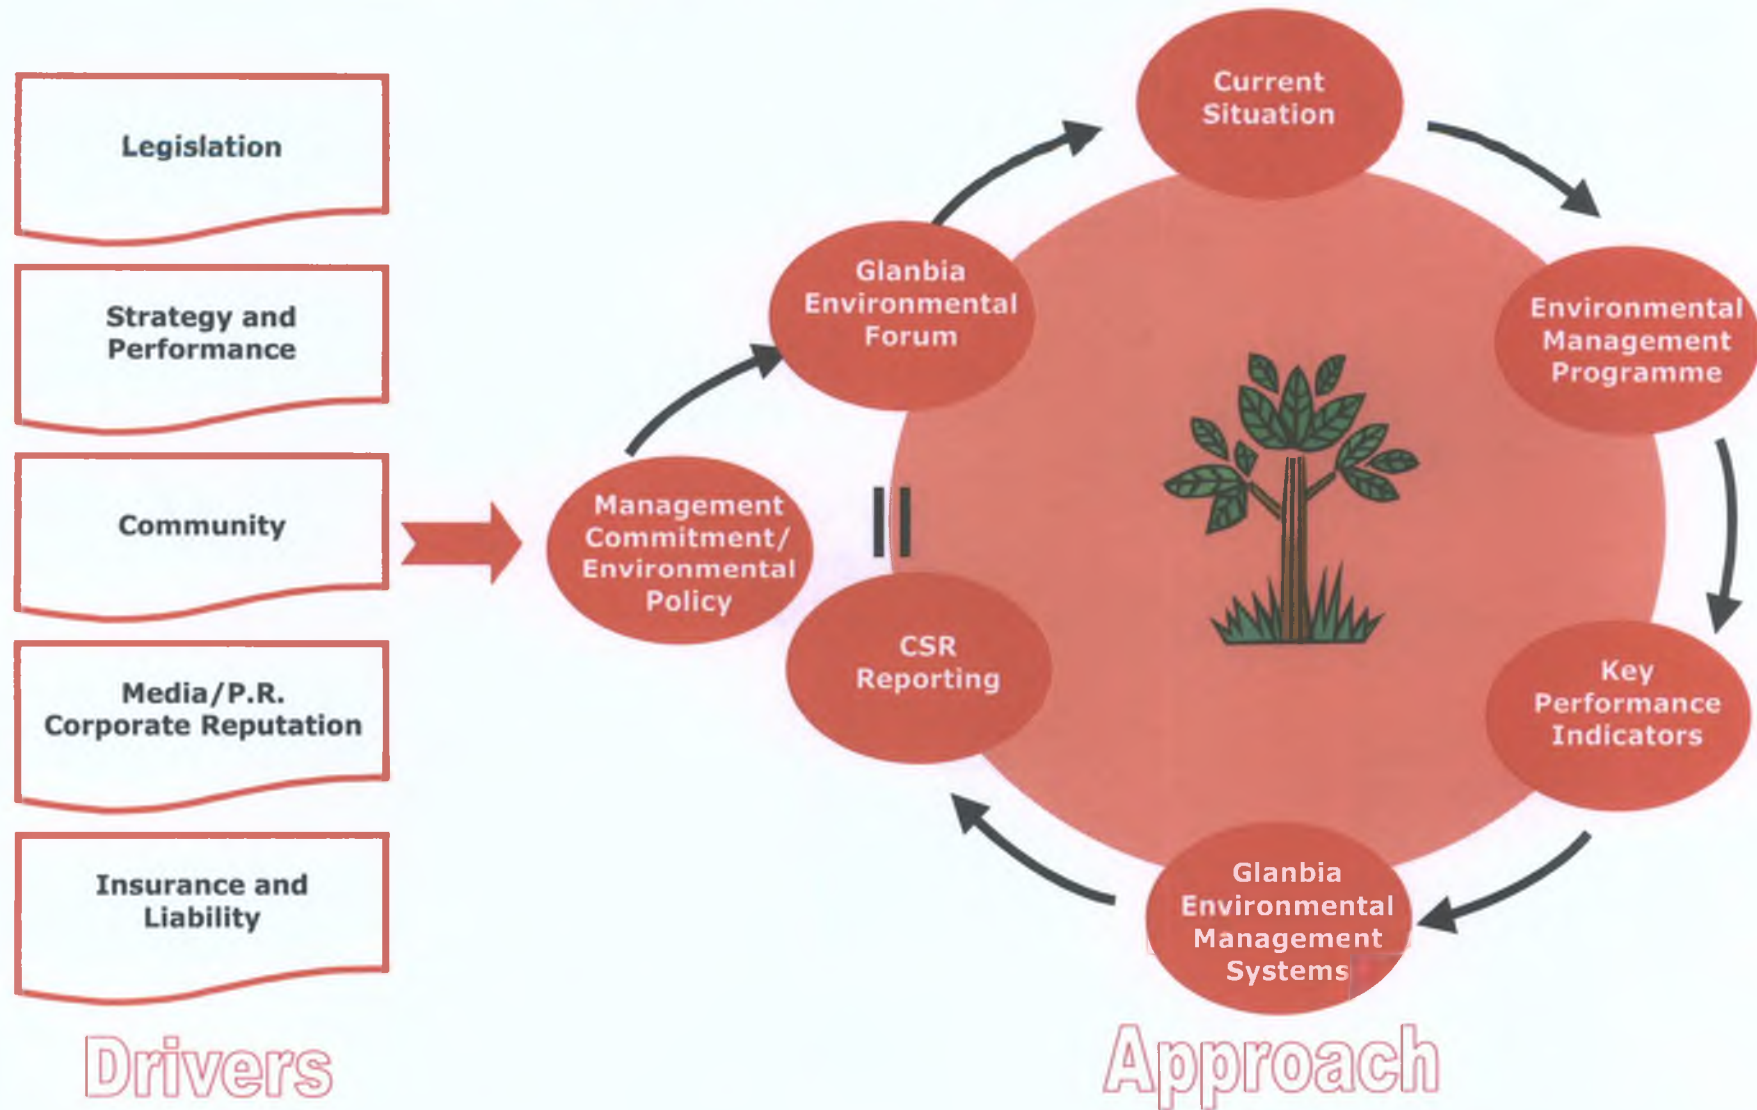 Legislation
Strategy and
Performance
Community
Media/P.R.
Corporate Reputation
Insurance and
Liability
Drivers
Management
Commitment/
Environmental
Policy
Glanbia
Environmental
Forum
Current
Situation
Environmental
Management
Programme
Key
Performance
Indicators
Glanbia
Environmental
Management
Systems
CSR
Reporting
Approach